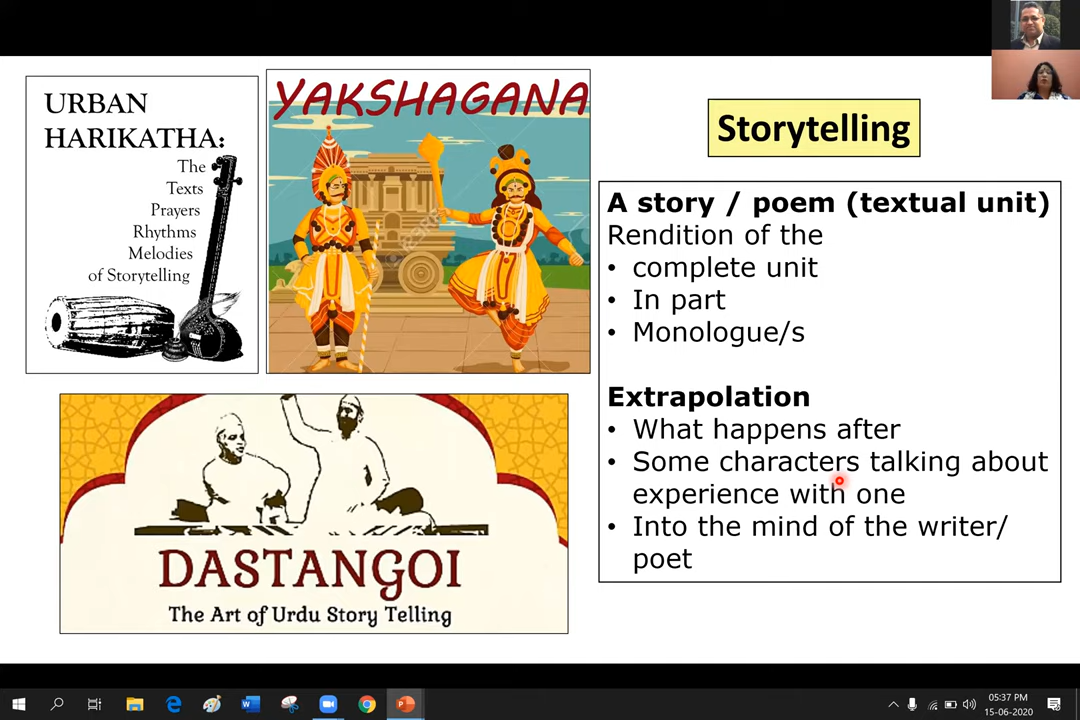 URBAN
HARIKATHA:
The
Texts
Prayers
Rhythms
Melodies
of Storytelling
YAKSHAGANA
DASTANGOI
The Art of Urdu Story Telling
Storytelling
A story / poem (textual unit)
Rendition of the
• complete unit
• In part
• Monologue/s
Extrapolation
• What happens after
• Some characters talking about
experience with one
• Into the mind of the writer/
poet
05:37 PM
15-06-2020